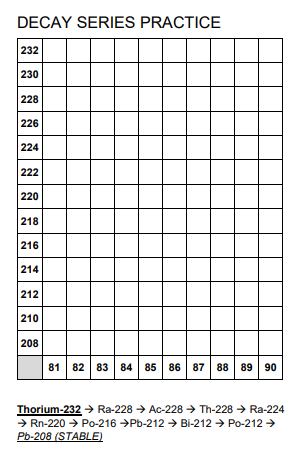 DECAY SERIES PRACTICE
232
230
228
226
224
222
220
218
216
214
212
210
208
81 82 83 84 85 86 87 88 89 90
Thorium-232 → Ra-228 → Ac-228 → Th-228 → Ra-224
→ Rn-220 → Po-216 →Pb-212 → Bi-212 → Po-212 →
Pb-208 (STABLE)